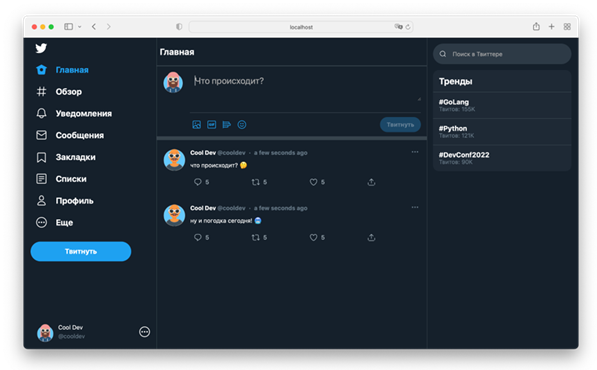 localhost
Главная
Обзор
Уведомления
Сообщения
Закладки
Списки
Профиль
Еще
Твитнуть
Cool Dev
@cooldev
Главная
Что происходит?
GIF
Твитнуть
Cool Dev @cooldev · a few seconds ago
что происходит? 🤔
5 5 5
Cool Dev @cooldev · a few seconds ago
ну и погодка сегодня! 🥶
5 5 5
Поиск в Твиттере
Тренды
#GoLang
Твитов: 155K
#Python
Твитов: 121K
#DevConf2022
Твитов: 90K